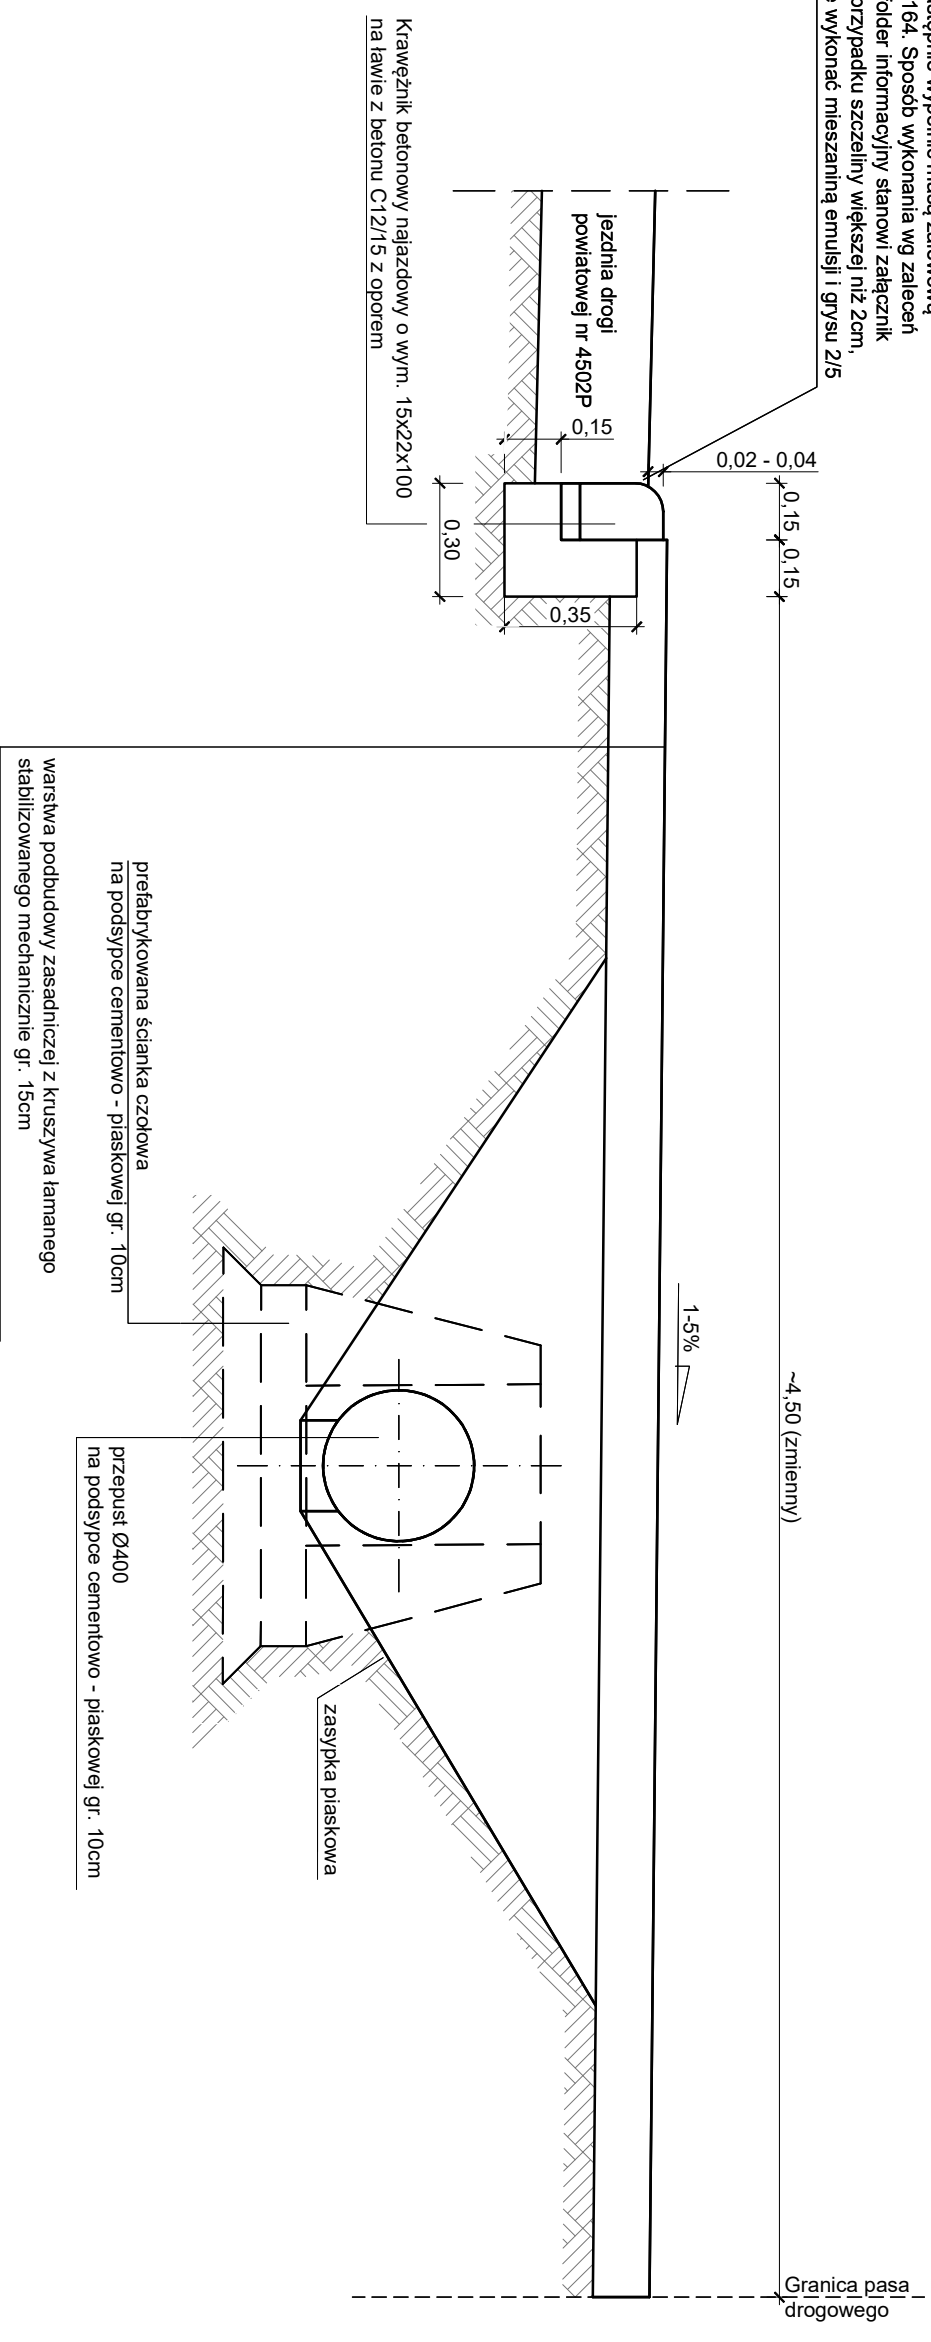 164. Sposób wykonania wg zaleceń
folder informacyjny stanowi załącznik
przypadku szczeliny większej niż 2cm,
wykonać mieszaniną emulsji i grysu 2/5
Krawężnik betonowy najazdowy o wym. 15x22x100
na ławie z betonu C12/15 z oporem
jezdnia drogi
powiatowej nr 4502P
0,15
0,02 - 0,04
0,15
0,15
0,30
0,35
~4,50 (zmienny)
1-5%
Granica pasa
drogowego
warstwa podbudowy zasadniczej z kruszywa łamanego
stabilizowanego mechanicznie gr. 15cm
prefabrykowana ścianka czołowa
na podsypce cementowo - piaskowej gr. 10cm
przepust Ø400
na podsypce cementowo - piaskowej gr. 10cm
zasypka piaskowa